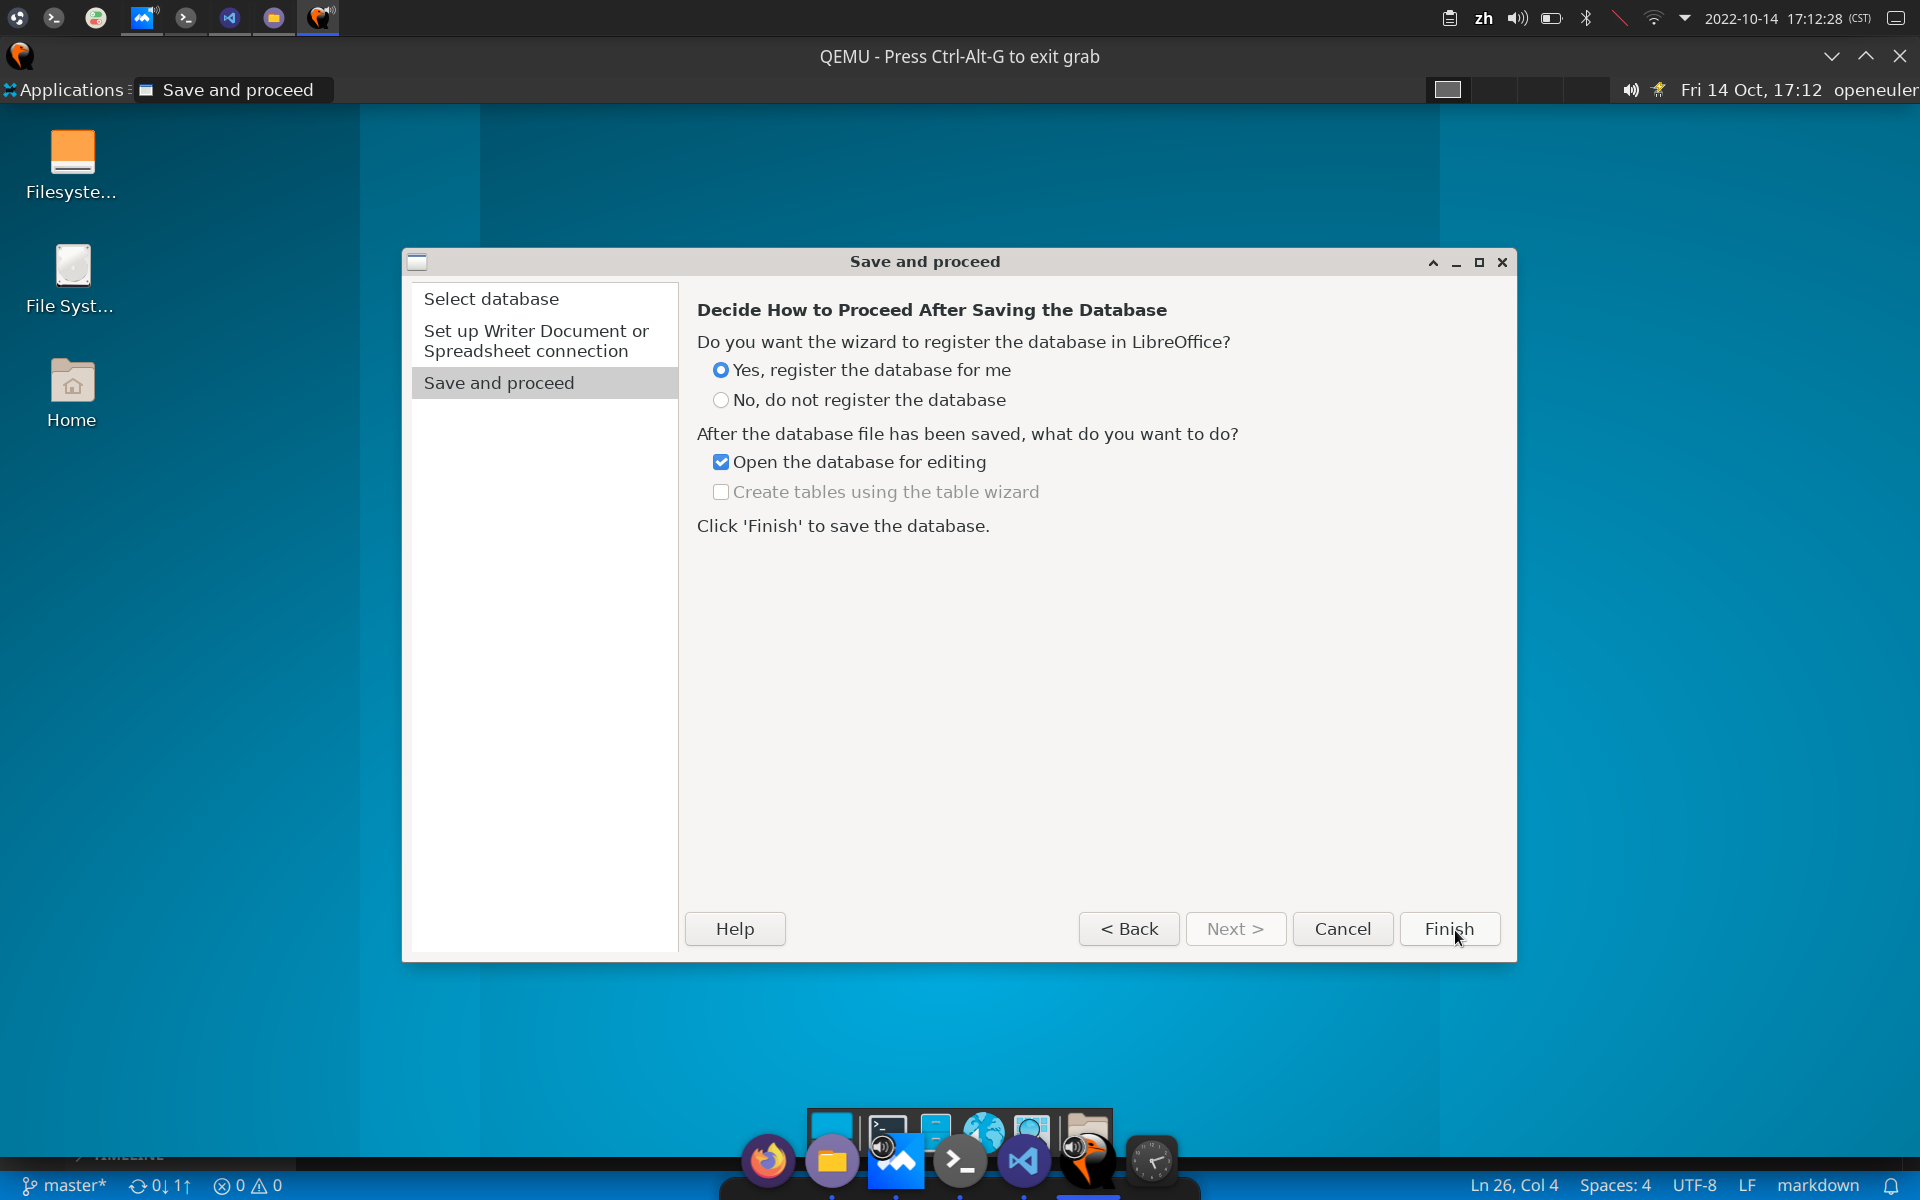 zh
2022-10-14 17:12:28 (CST)
QEMU - Press Ctrl-Alt-G to exit grab
Applications
Save and proceed
Fri 14 Oct, 17:12 openeuler
Filesyste...
File Syst...
Home
Save and proceed
Select database
Set up Writer Document or
Spreadsheet connection
Save and proceed
Decide How to Proceed After Saving the Database
Do you want the wizard to register the database in LibreOffice?
Yes, register the database for me
No, do not register the database
After the database file has been saved, what do you want to do?
Open the database for editing
Create tables using the table wizard
Click 'Finish' to save the database.
Help
< Back
Next >
Cancel
Finish
TIMELINE
master*
0↓ 1↑
0
0
Ln 26, Col 4
Spaces: 4
UTF-8
LF
markdown